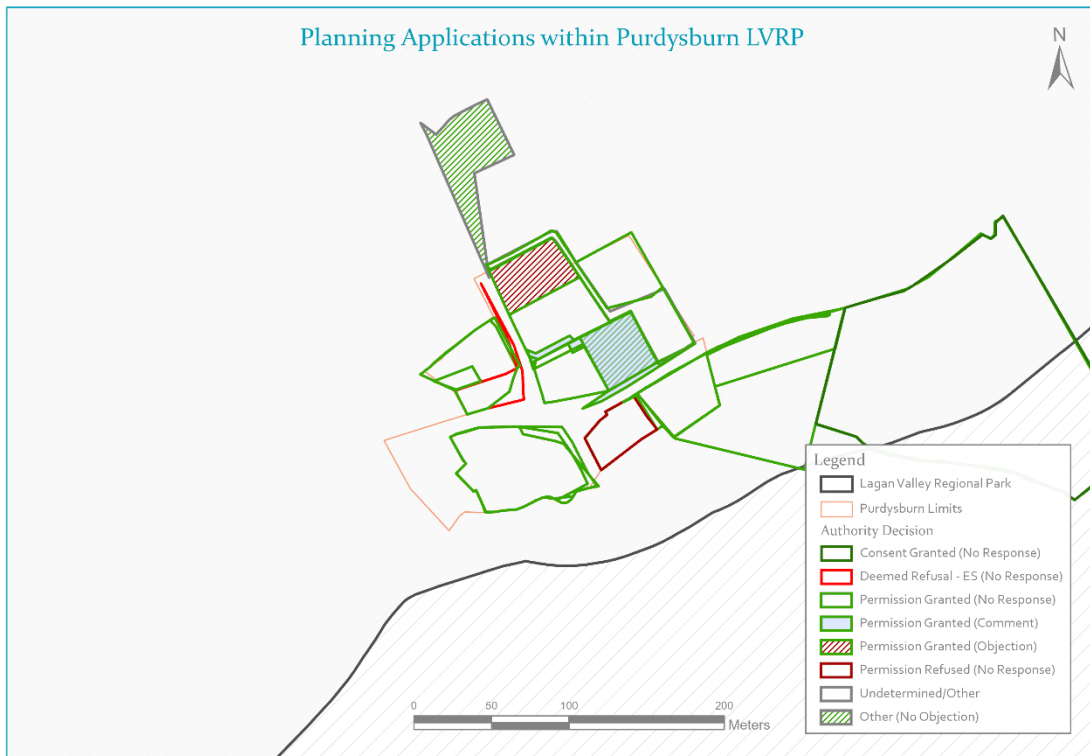 Planning Applications within Purdysburn LVRP
N
Legend
Lagan Valley Regional Park
Purdysburn Limits
Authority Decision
Consent Granted (No Response)
Deemed Refusal - ES (No Response)
Permission Granted (No Response)
Permission Granted (Comment)
Permission Granted (Objection)
Permission Refused (No Response)
Undetermined/Other
Other (No Objection)
0 50 100 200
Meters